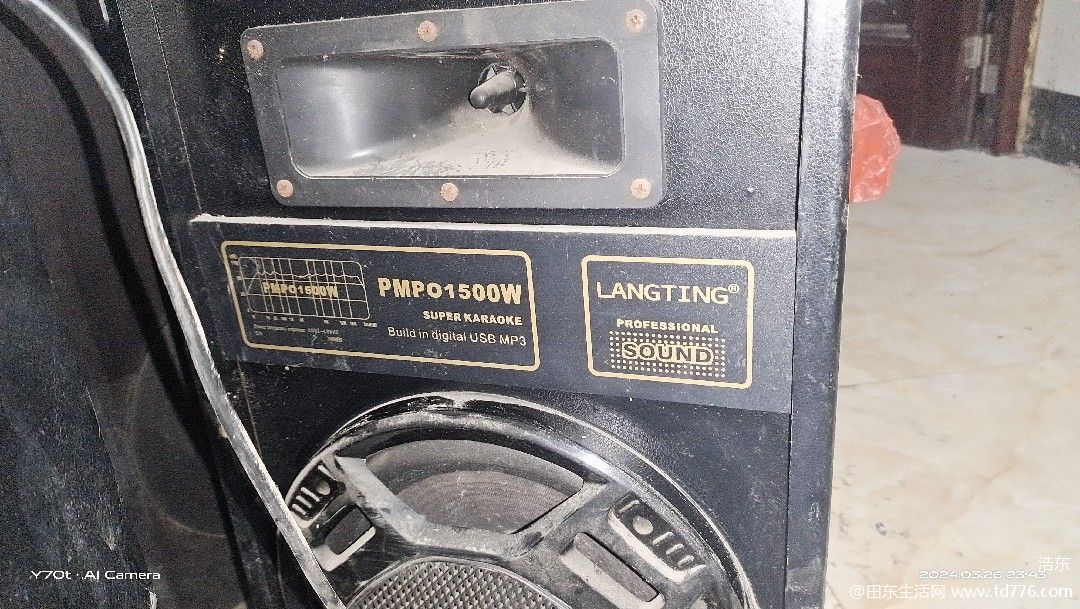 PMPO1500W
PMPO1500W
SUPER KARAOKE
Build in digital USB MP3
LANGTING®
PROFESSIONAL
SOUND
Y70t · AI Camera
浩东
2024.03.26 23:43
@田东生活网 www.td776.com